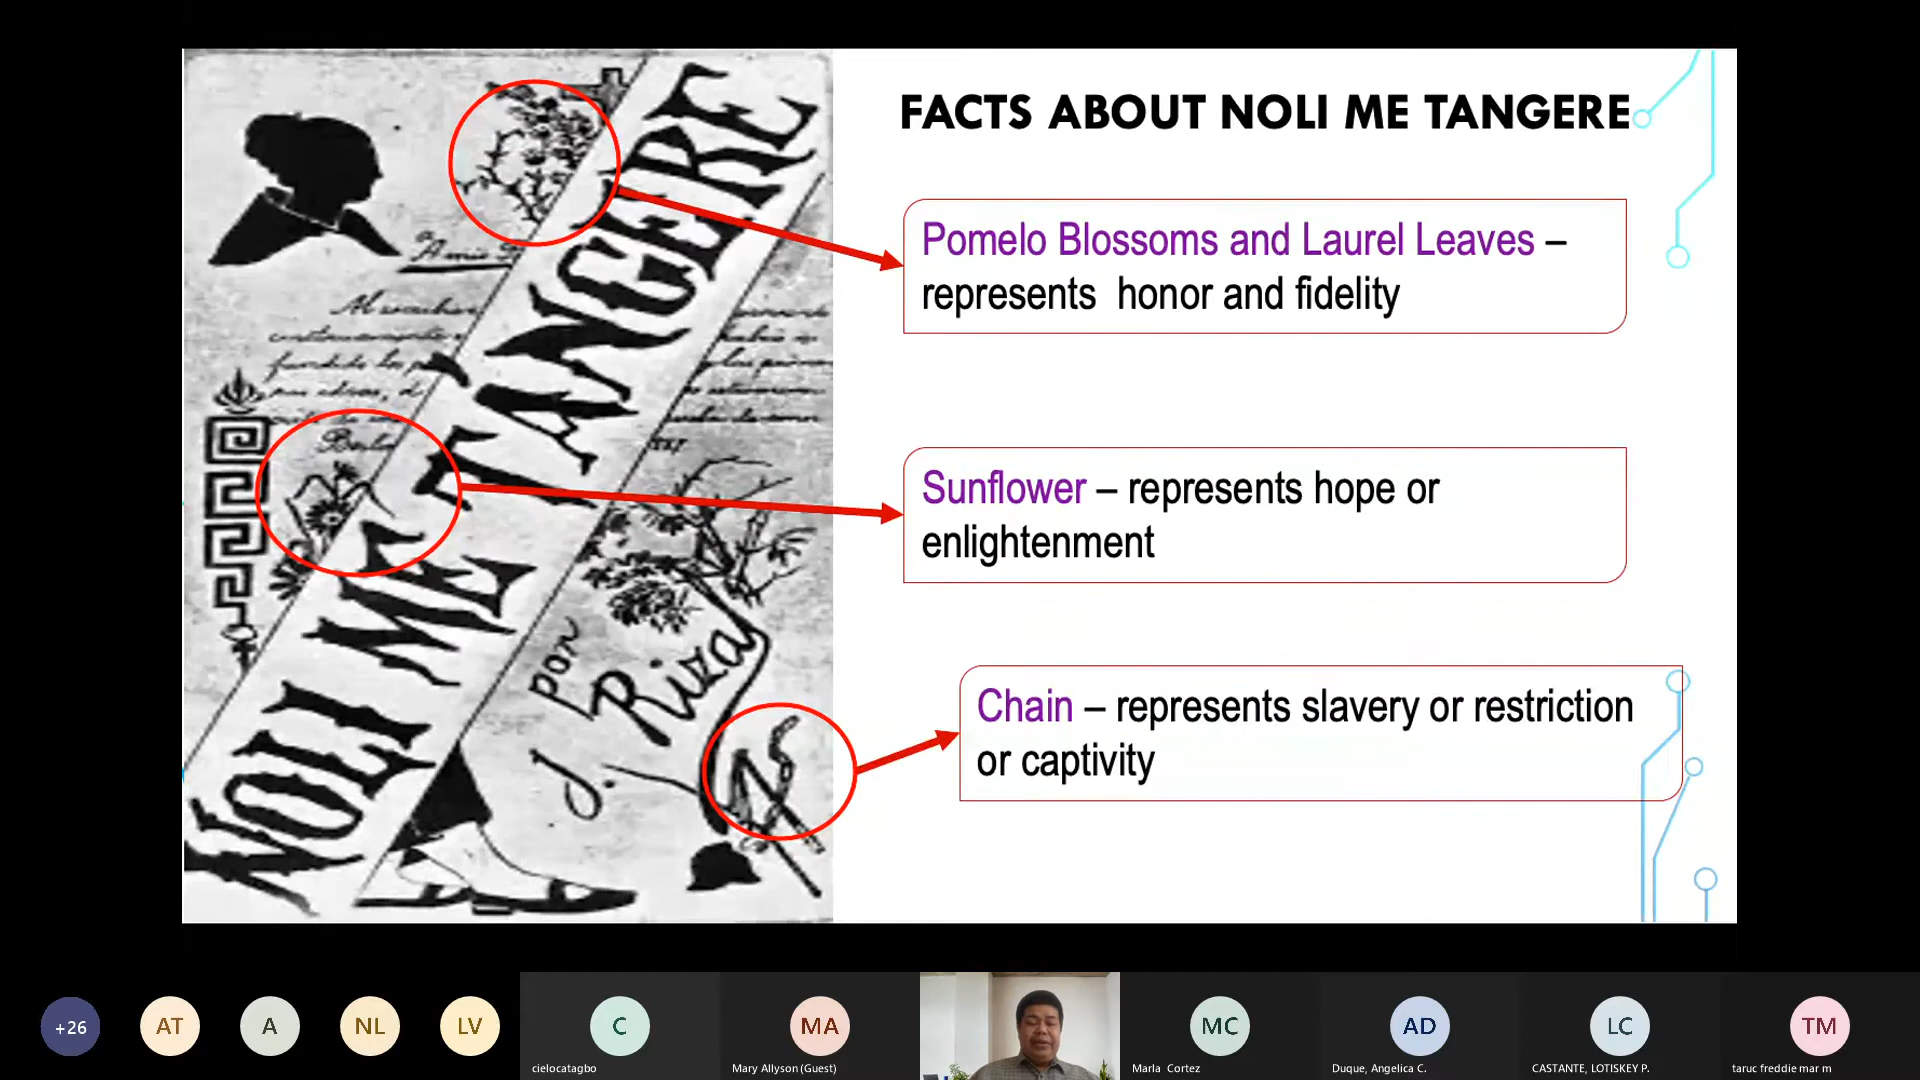 FACTS ABOUT NOLI ME TANGERE
NOLI ME TÁNGERE
Pomelo Blossoms and Laurel Leaves –
represents honor and fidelity
Sunflower – represents hope or
enlightenment
Chain – represents slavery or restriction
or captivity
Berlin
por
J. Rizal
+26
AT
A
NL
LV
C
cielocatagbo
MA
Mary Allyson (Guest)
MC
Marla Cortez
AD
Duque, Angelica C.
LC
CASTANTE, LOTISKEY P.
TM
taruc freddie mar m